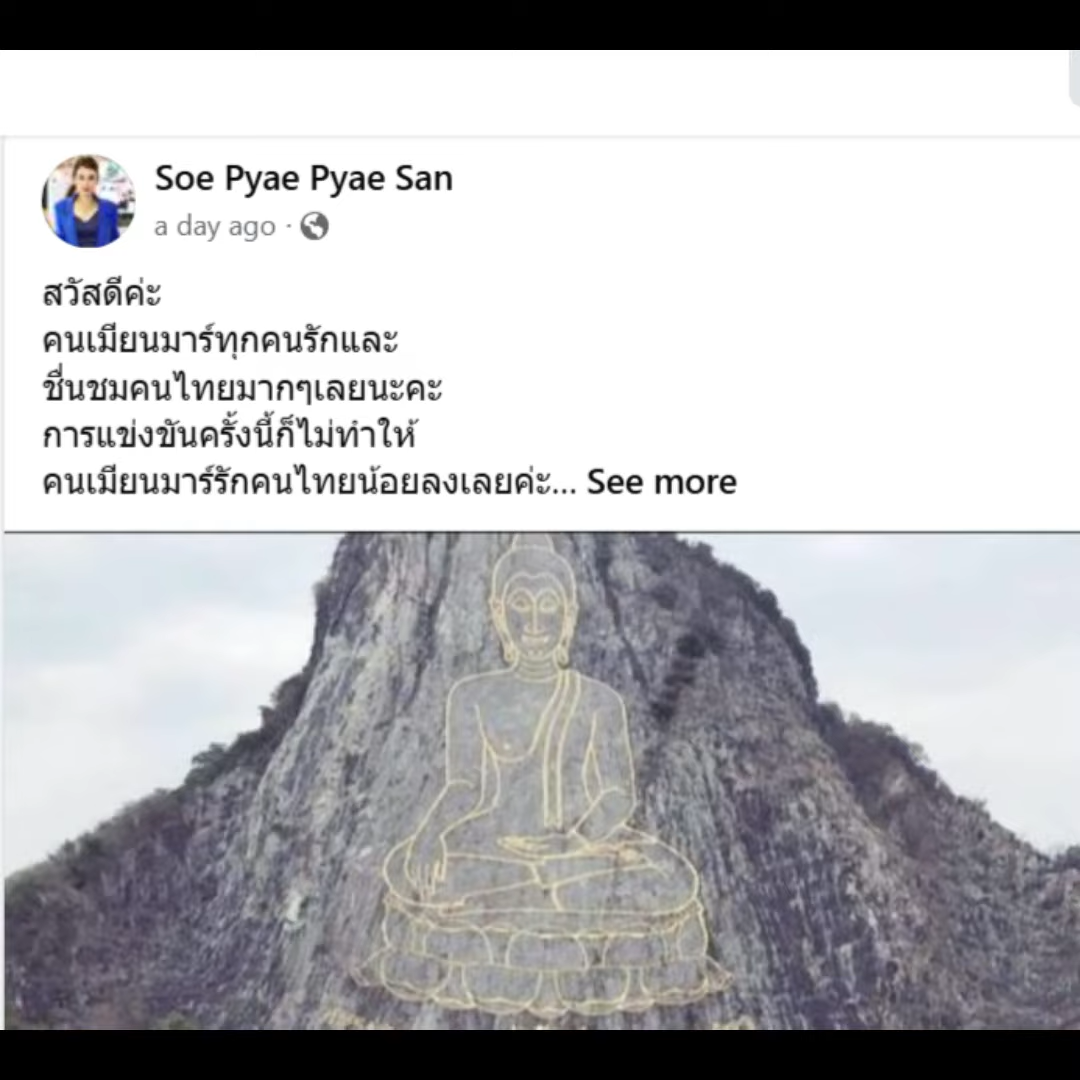 Soe Pyae Pyae San
a day ago ·
สวัสดีค่ะ
คนเมียนมาร์ทุกคนรักและ
ชื่นชมคนไทยมากๆเลยนะคะ
การแข่งขันครั้งนี้ก็ไม่ทำให้
คนเมียนมาร์รักคนไทยน้อยลงเลยค่ะ... See more